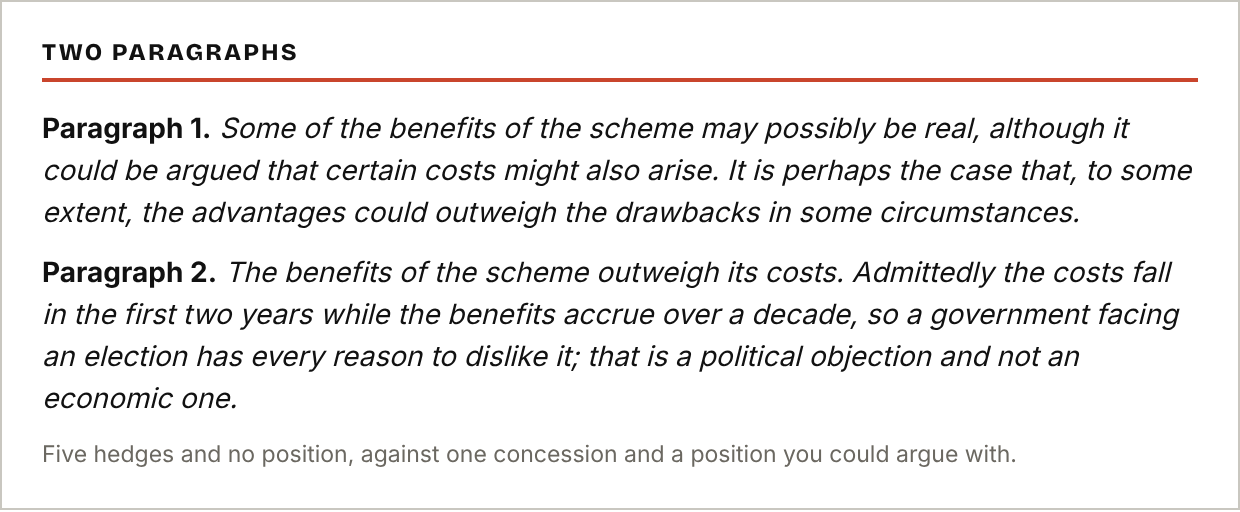 TWO PARAGRAPHS
Paragraph 1. Some of the benefits of the scheme may possibly be real, although it
could be argued that certain costs might also arise. It is perhaps the case that, to some
extent, the advantages could outweigh the drawbacks in some circumstances.
Paragraph 2. The benefits of the scheme outweigh its costs. Admittedly the costs fall
in the first two years while the benefits accrue over a decade, so a government facing
an election has every reason to dislike it; that is a political objection and not an
economic one.
Five hedges and no position, against one concession and a position you could argue with.